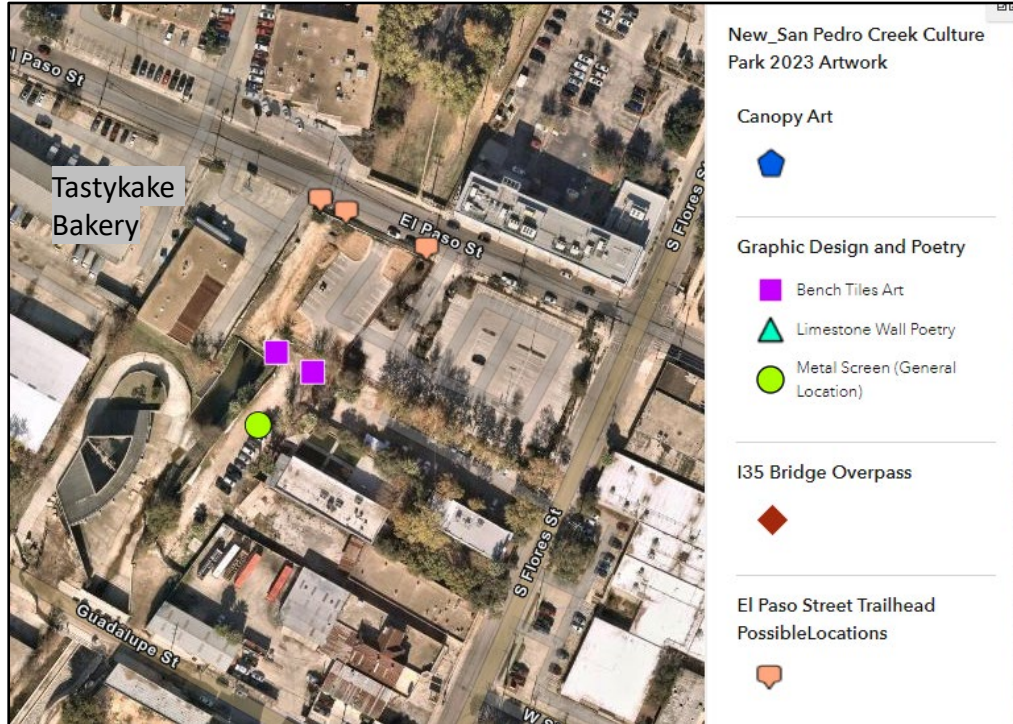 l Paso St
Tastykake
Bakery
El Paso St
S Flores St
S Flores St
Guadalupe St
New_San Pedro Creek Culture
Park 2023 Artwork
Canopy Art
Graphic Design and Poetry
Bench Tiles Art
Limestone Wall Poetry
Metal Screen (General
Location)
I35 Bridge Overpass
El Paso Street Trailhead
PossibleLocations